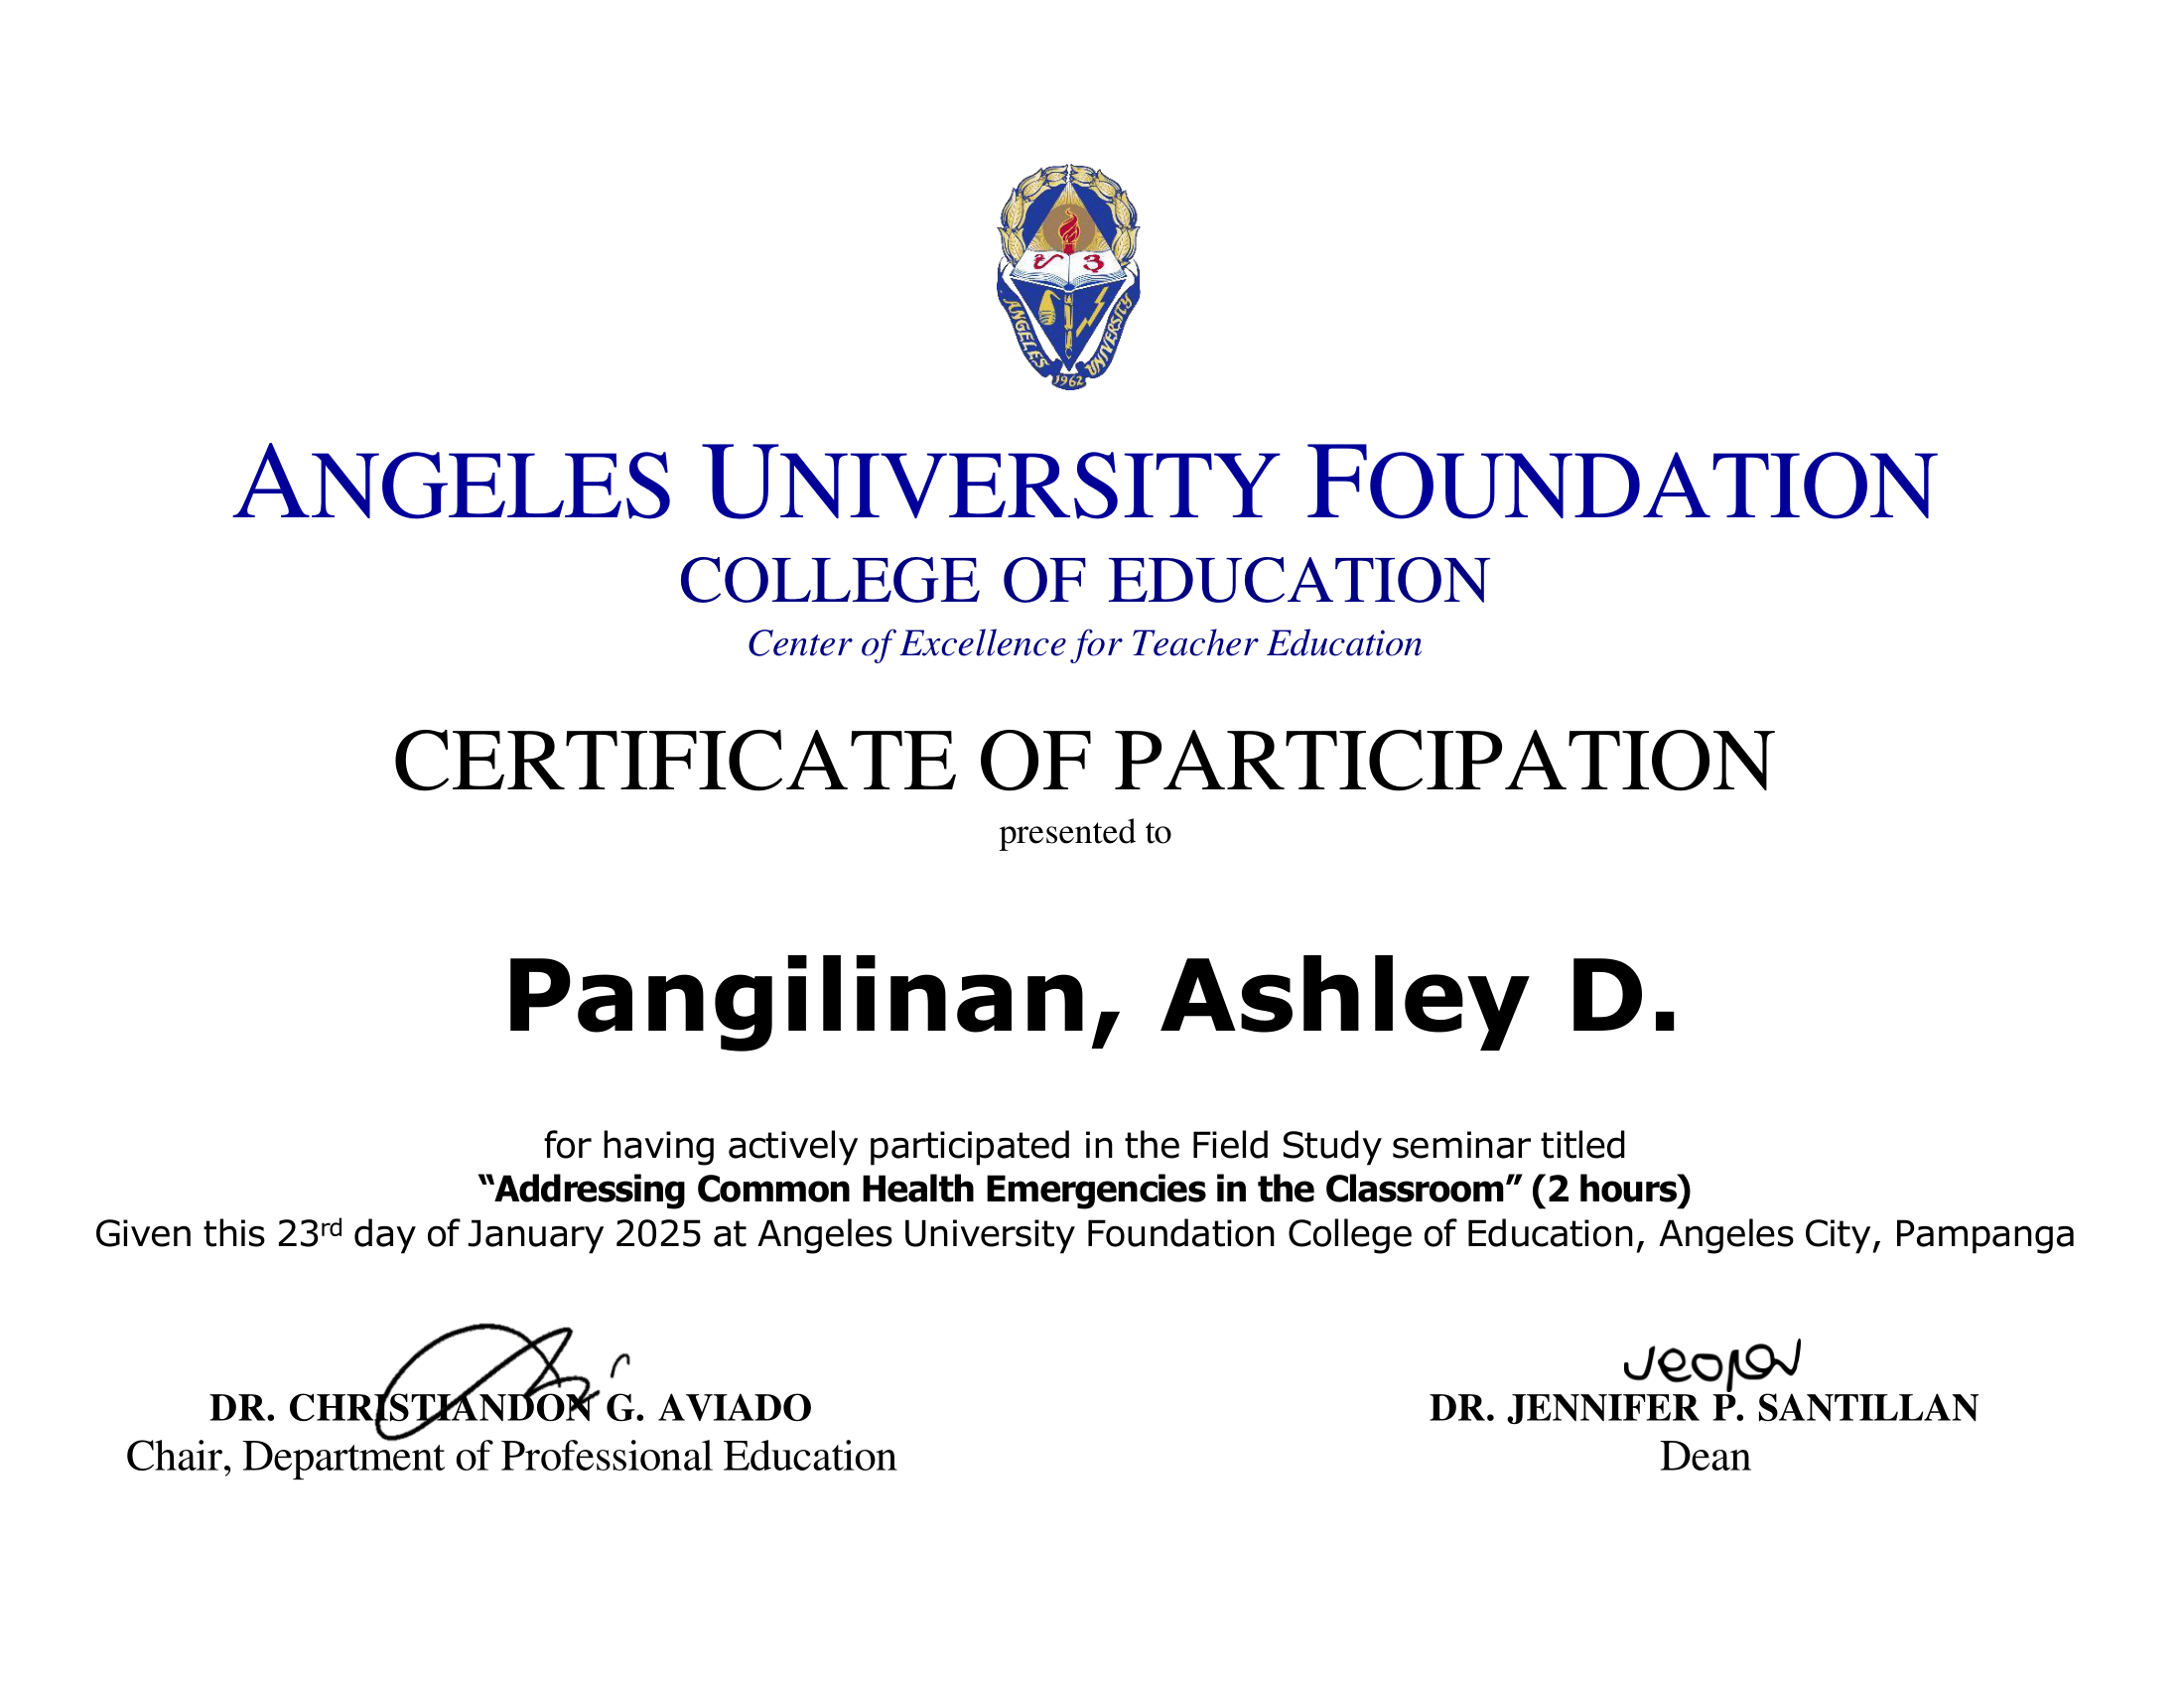 ANGELES UNIVERSITY
1962
ANGELES UNIVERSITY FOUNDATION
COLLEGE OF EDUCATION
Center of Excellence for Teacher Education
CERTIFICATE OF PARTICIPATION
presented to
Pangilinan, Ashley D.
for having actively participated in the Field Study seminar titled
“Addressing Common Health Emergencies in the Classroom” (2 hours)
Given this 23rd day of January 2025 at Angeles University Foundation College of Education, Angeles City, Pampanga
DR. CHRISTIANDON G. AVIADO
Chair, Department of Professional Education
DR. JENNIFER P. SANTILLAN
Dean